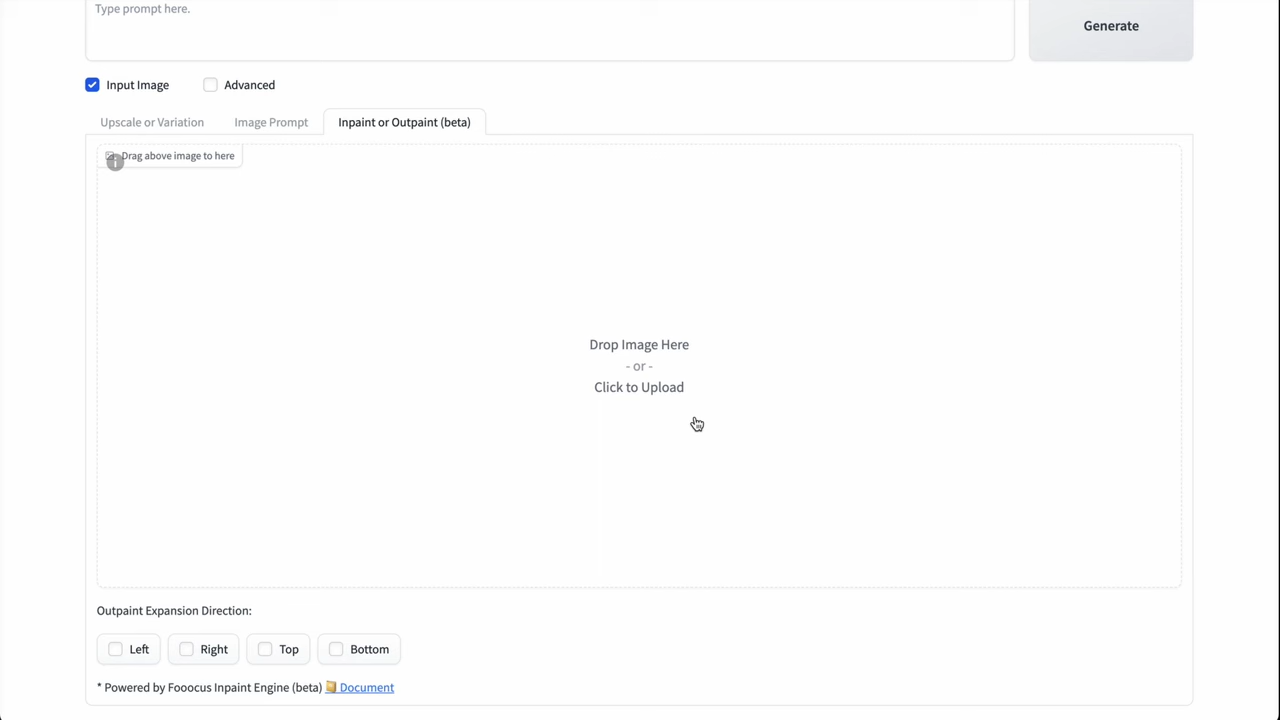 Type prompt here.
Generate
Input Image
Advanced
Upscale or Variation
Image Prompt
Inpaint or Outpaint (beta)
Drag above image to here
Drop Image Here
- or -
Click to Upload
Outpaint Expansion Direction:
Left
Right
Top
Bottom
* Powered by Fooocus Inpaint Engine (beta) 📔 Document